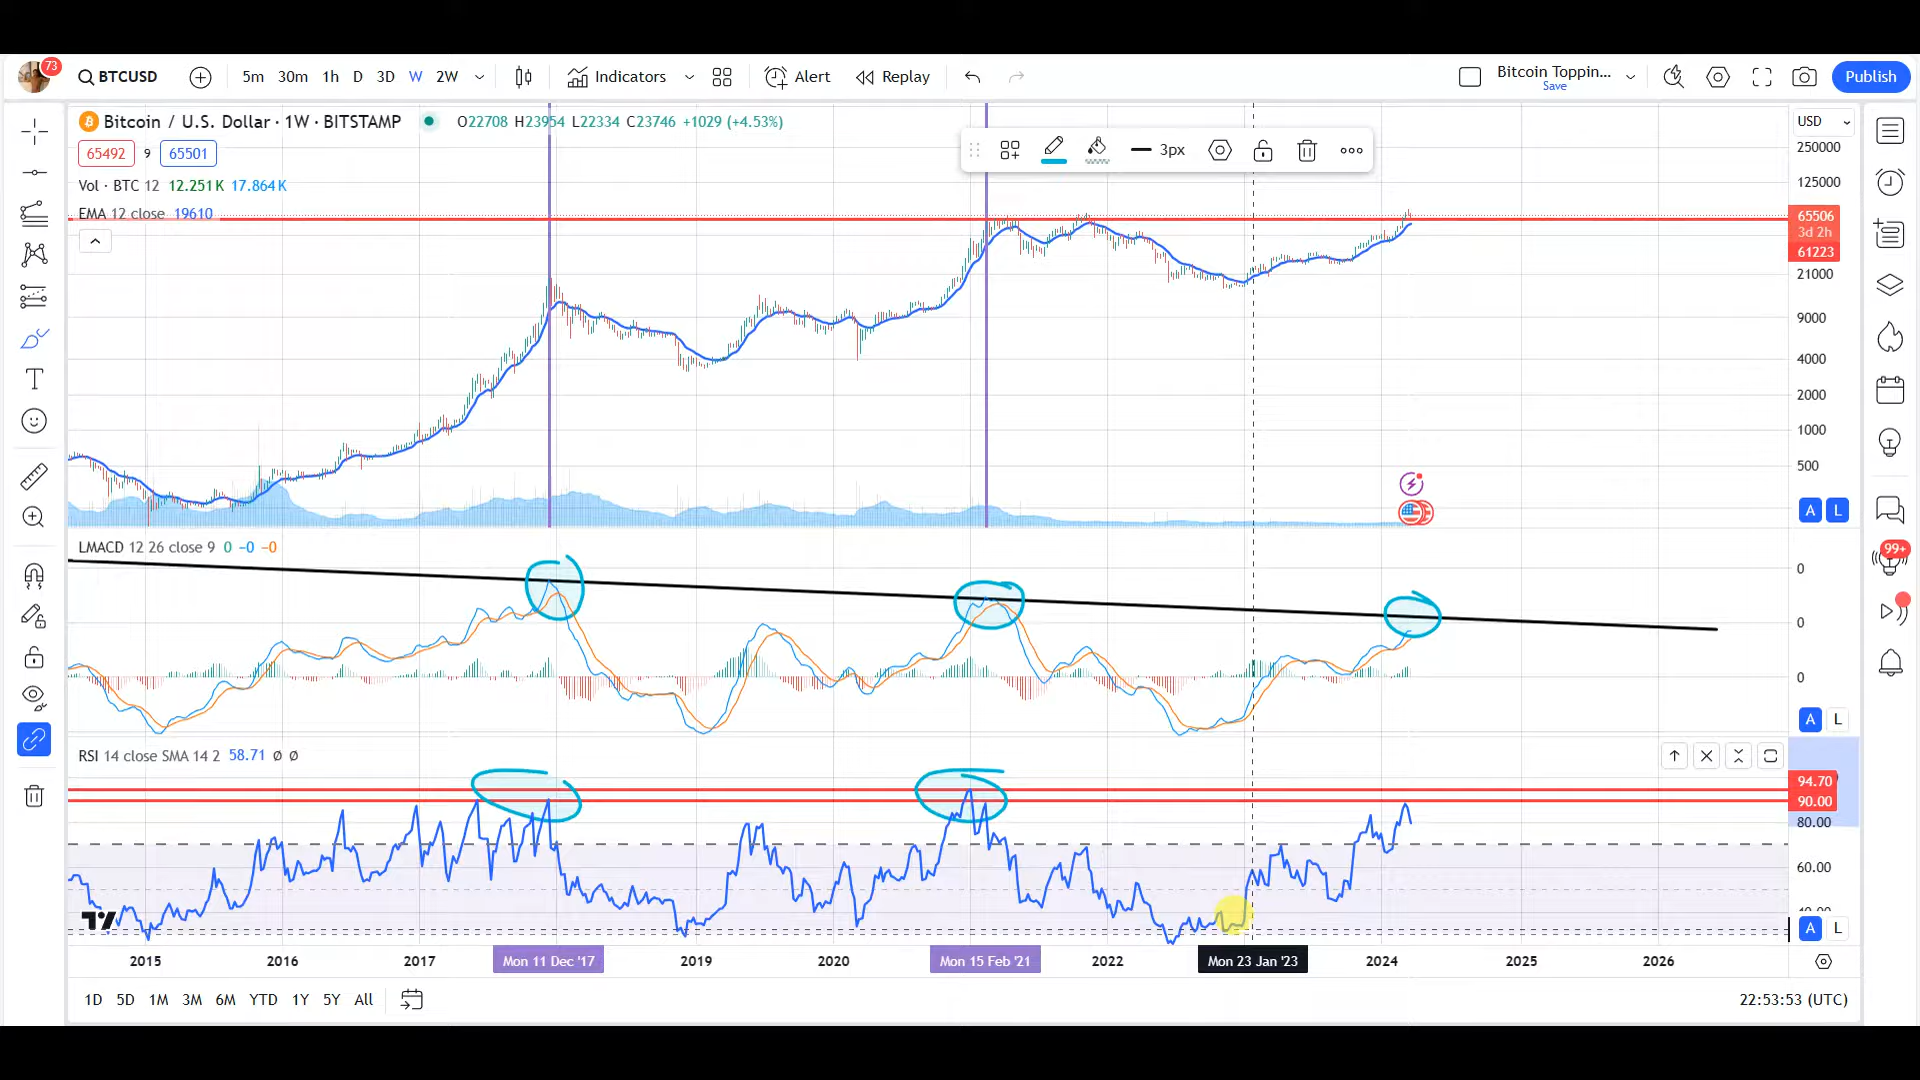 73
BTCUSD
5m 30m 1h D 3D W 2W
Indicators
Alert
Replay
Bitcoin Toppin...
Save
Publish
Bitcoin / U.S. Dollar · 1W · BITSTAMP
O22708 H23954 L22334 C23746 +1029 (+4.53%)
USD
65492 9 65501
3px
250000
Vol · BTC 12 12.251K 17.864K
125000
EMA 12 close 19610
65506
3d 2h
61223
21000
9000
4000
2000
1000
500
A L
LMACD 12 26 close 9 0 −0 −0
0
0
0
A L
RSI 14 close SMA 14 2 58.71 ∅ ∅
94.70
90.00
80.00
60.00
A L
99+
2015 2016 2017 Mon 11 Dec '17 2019 2020 Mon 15 Feb '21 2022 Mon 23 Jan '23 2024 2025 2026
1D 5D 1M 3M 6M YTD 1Y 5Y All
22:53:53 (UTC)